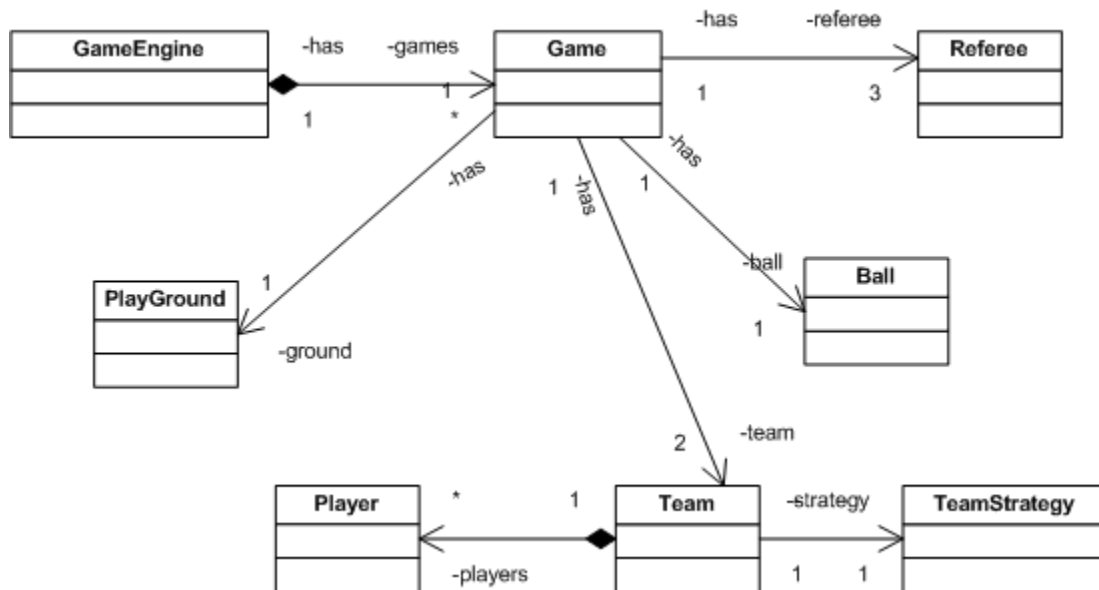 GameEngine
-has
-games
Game
-has
-referee
Referee
1
1
*
1
3
-has
1
-has
1
-has
PlayGround
1
-ground
-ball
1
Ball
2
-team
Player
*
1
-players
Team
-strategy
1
1
TeamStrategy